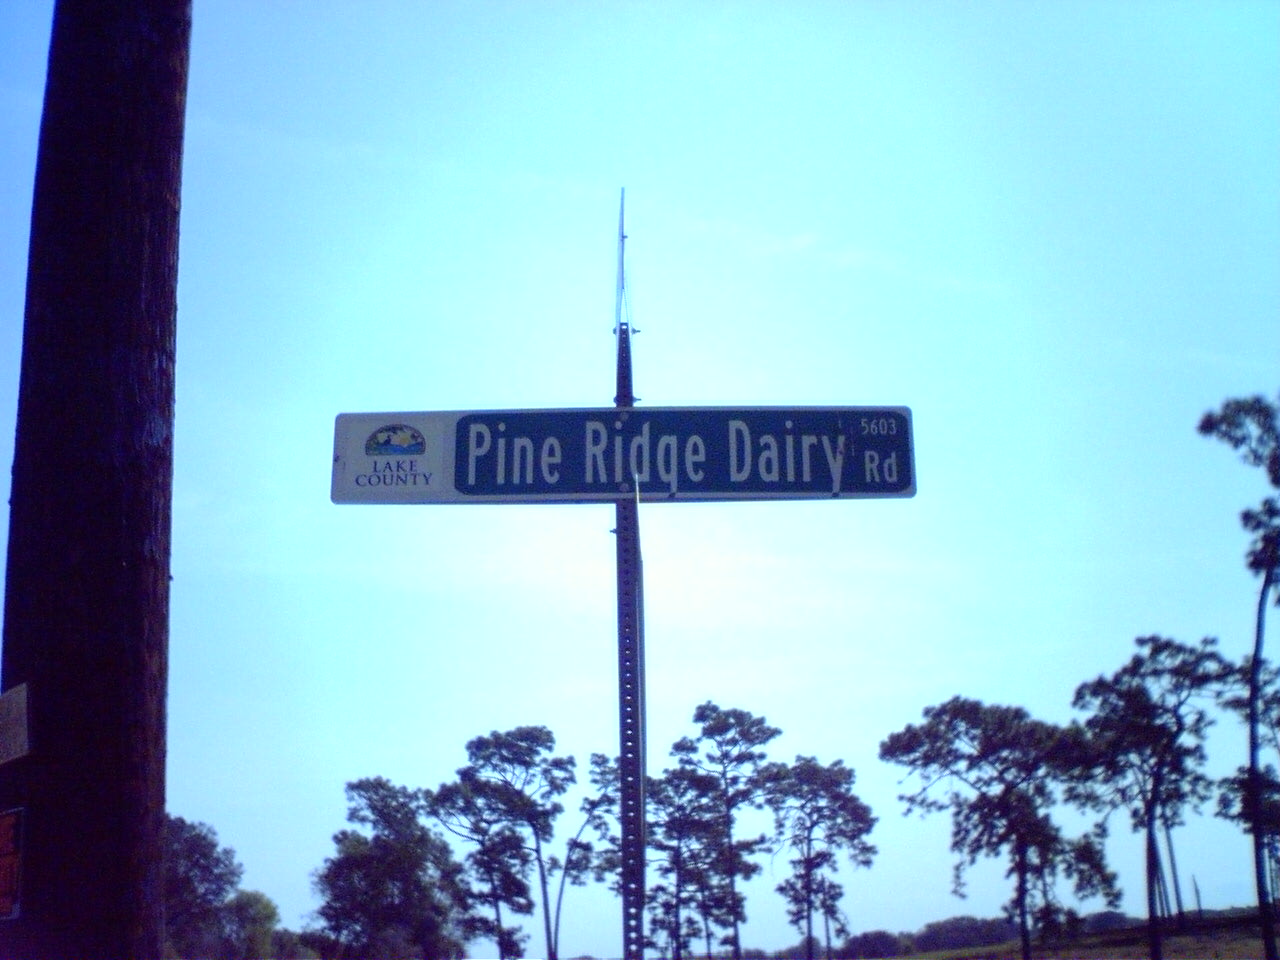 LAKE
COUNTY
Pine Ridge Dairy
5603
Rd